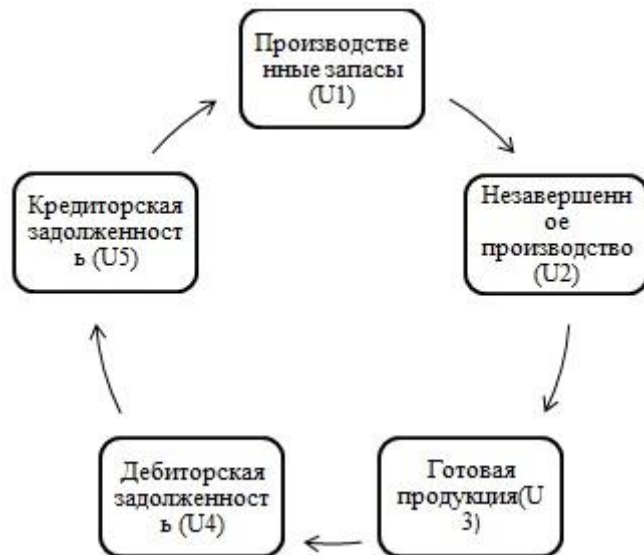 Производстве
нные запасы
(U1)
Незавершенн
ое
производство
(U2)
Готовая
продукция(U
3)
Дебиторская
задолженност
ь (U4)
Кредиторская
задолженност
ь (U5)